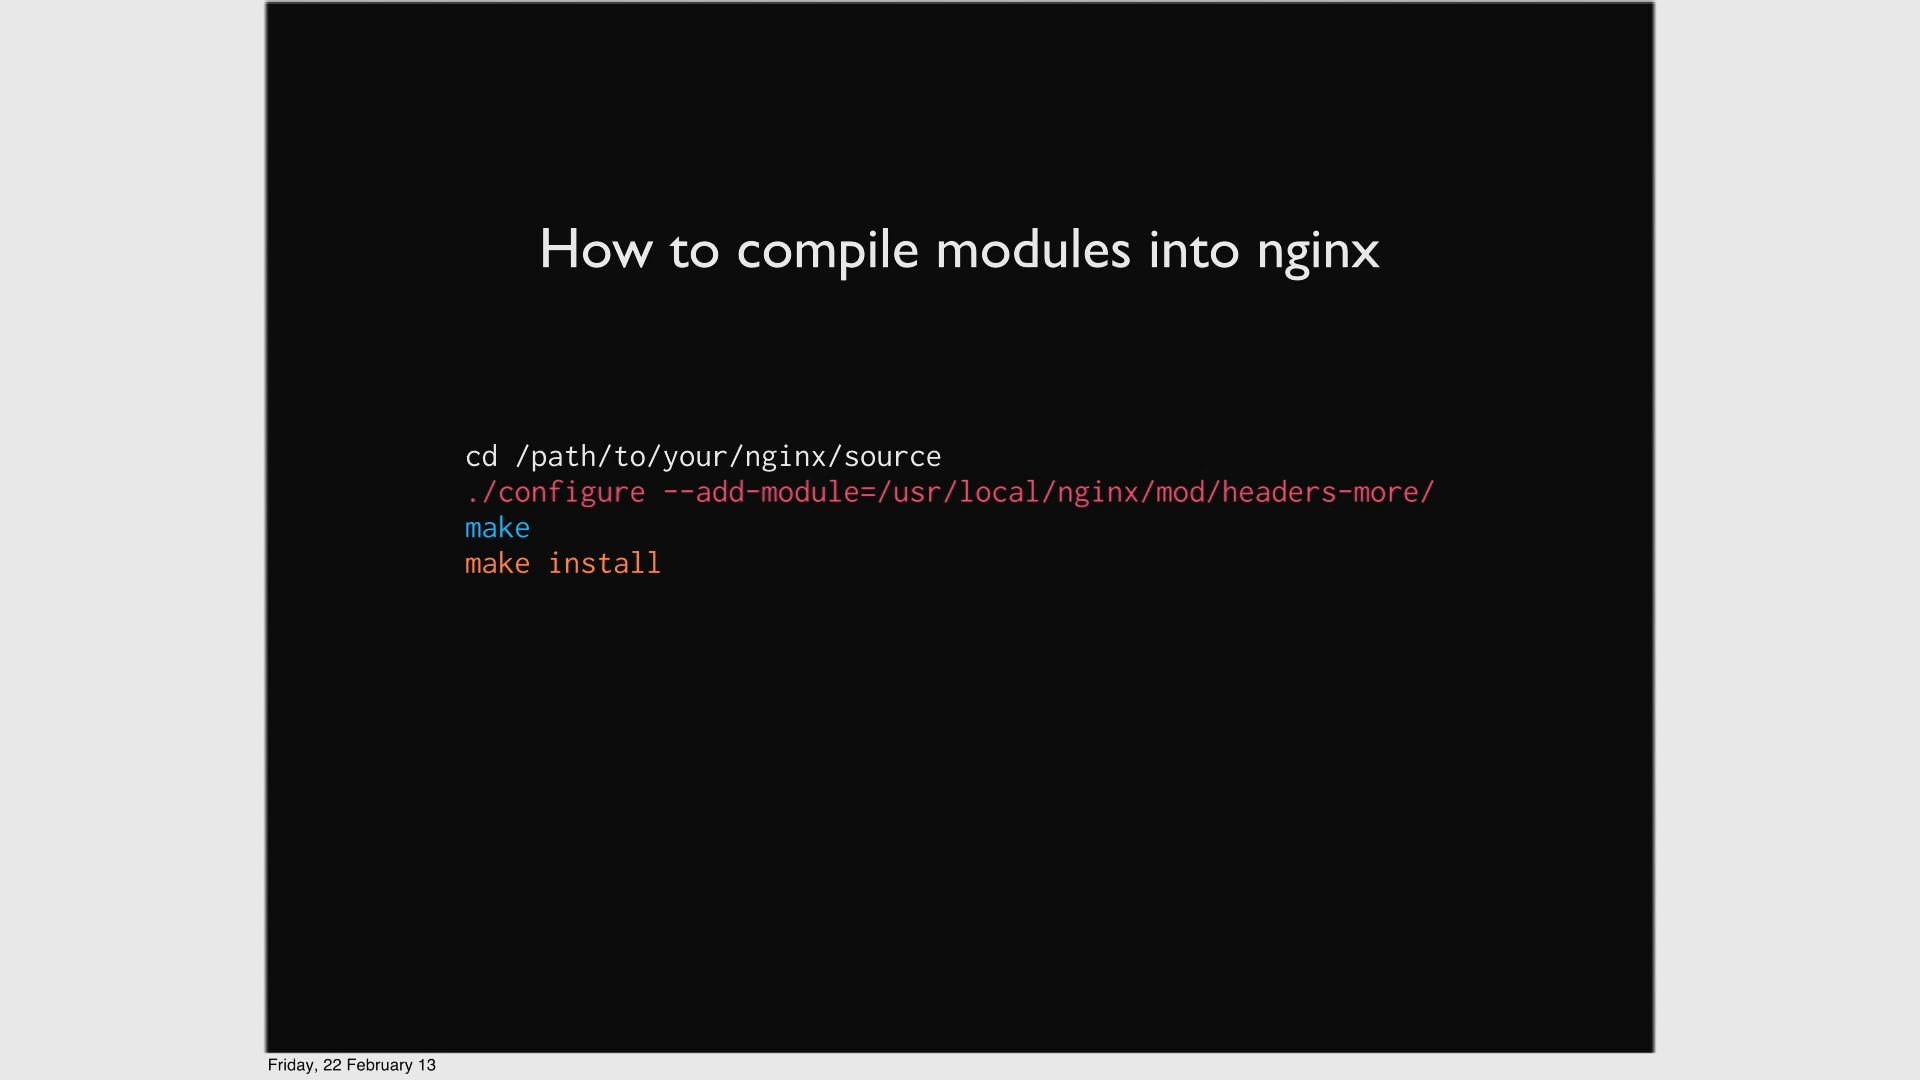 How to compile modules into nginx
cd /path/to/your/nginx/source
./configure --add-module=/usr/local/nginx/mod/headers-more/
make
make install
Friday, 22 February 13